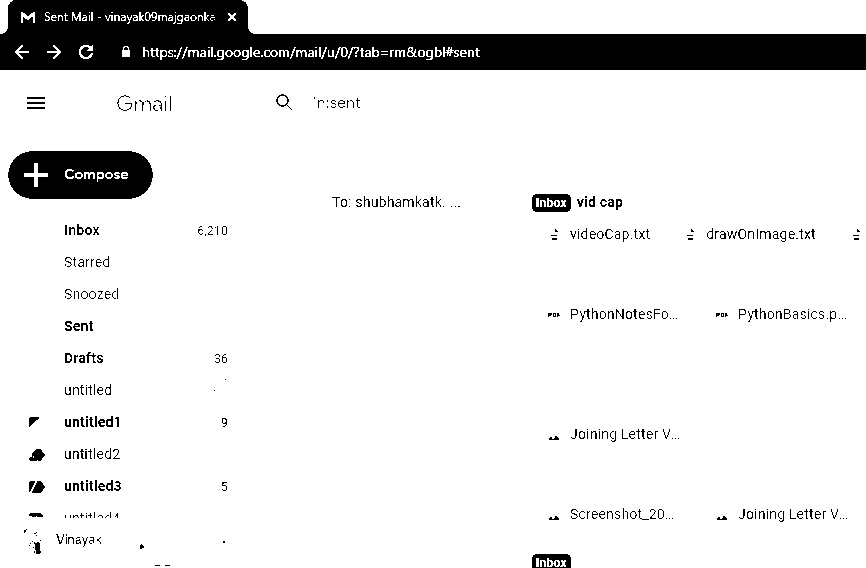 Sent Mail - vinayak09majgaonka
https://mail.google.com/mail/u/0/?tab=rm&ogbl#sent
Gmail in:sent
Compose
To: shubhamkatk. ... Inbox vid cap
Inbox 6,210 videoCap.txt drawOnImage.txt
Starred
Snoozed
PDF PythonNotesFo... PDF PythonBasics.p...
Sent
Drafts 36
untitled
untitled1 9
Joining Letter V...
untitled2
untitled3 5
untitled4 Screenshot_20... Joining Letter V...
Vinayak
Inbox